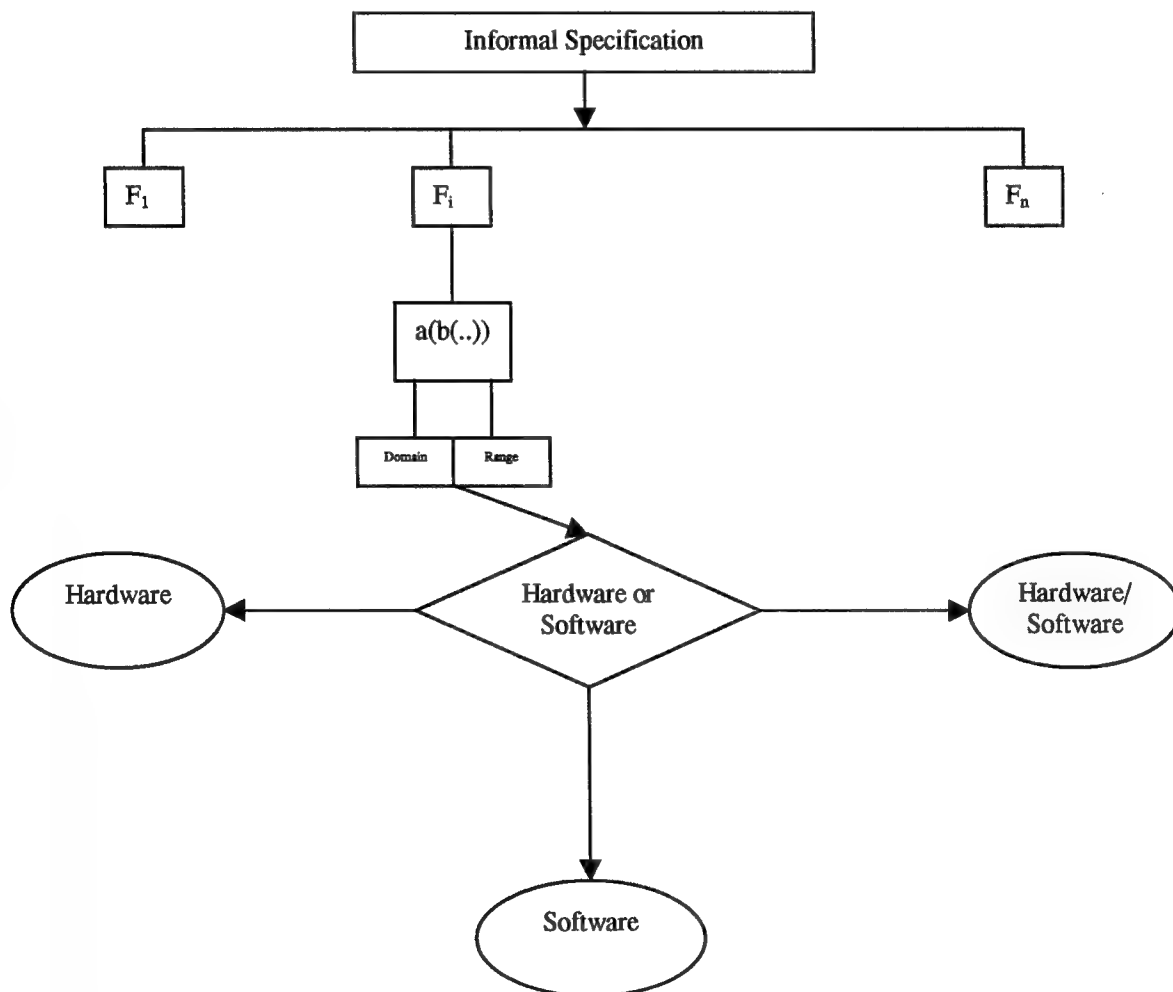 Informal Specification
F₁
Fᵢ
Fₙ
a(b(..))
Domain
Range
Hardware
Hardware or
Software
Hardware/
Software
Software